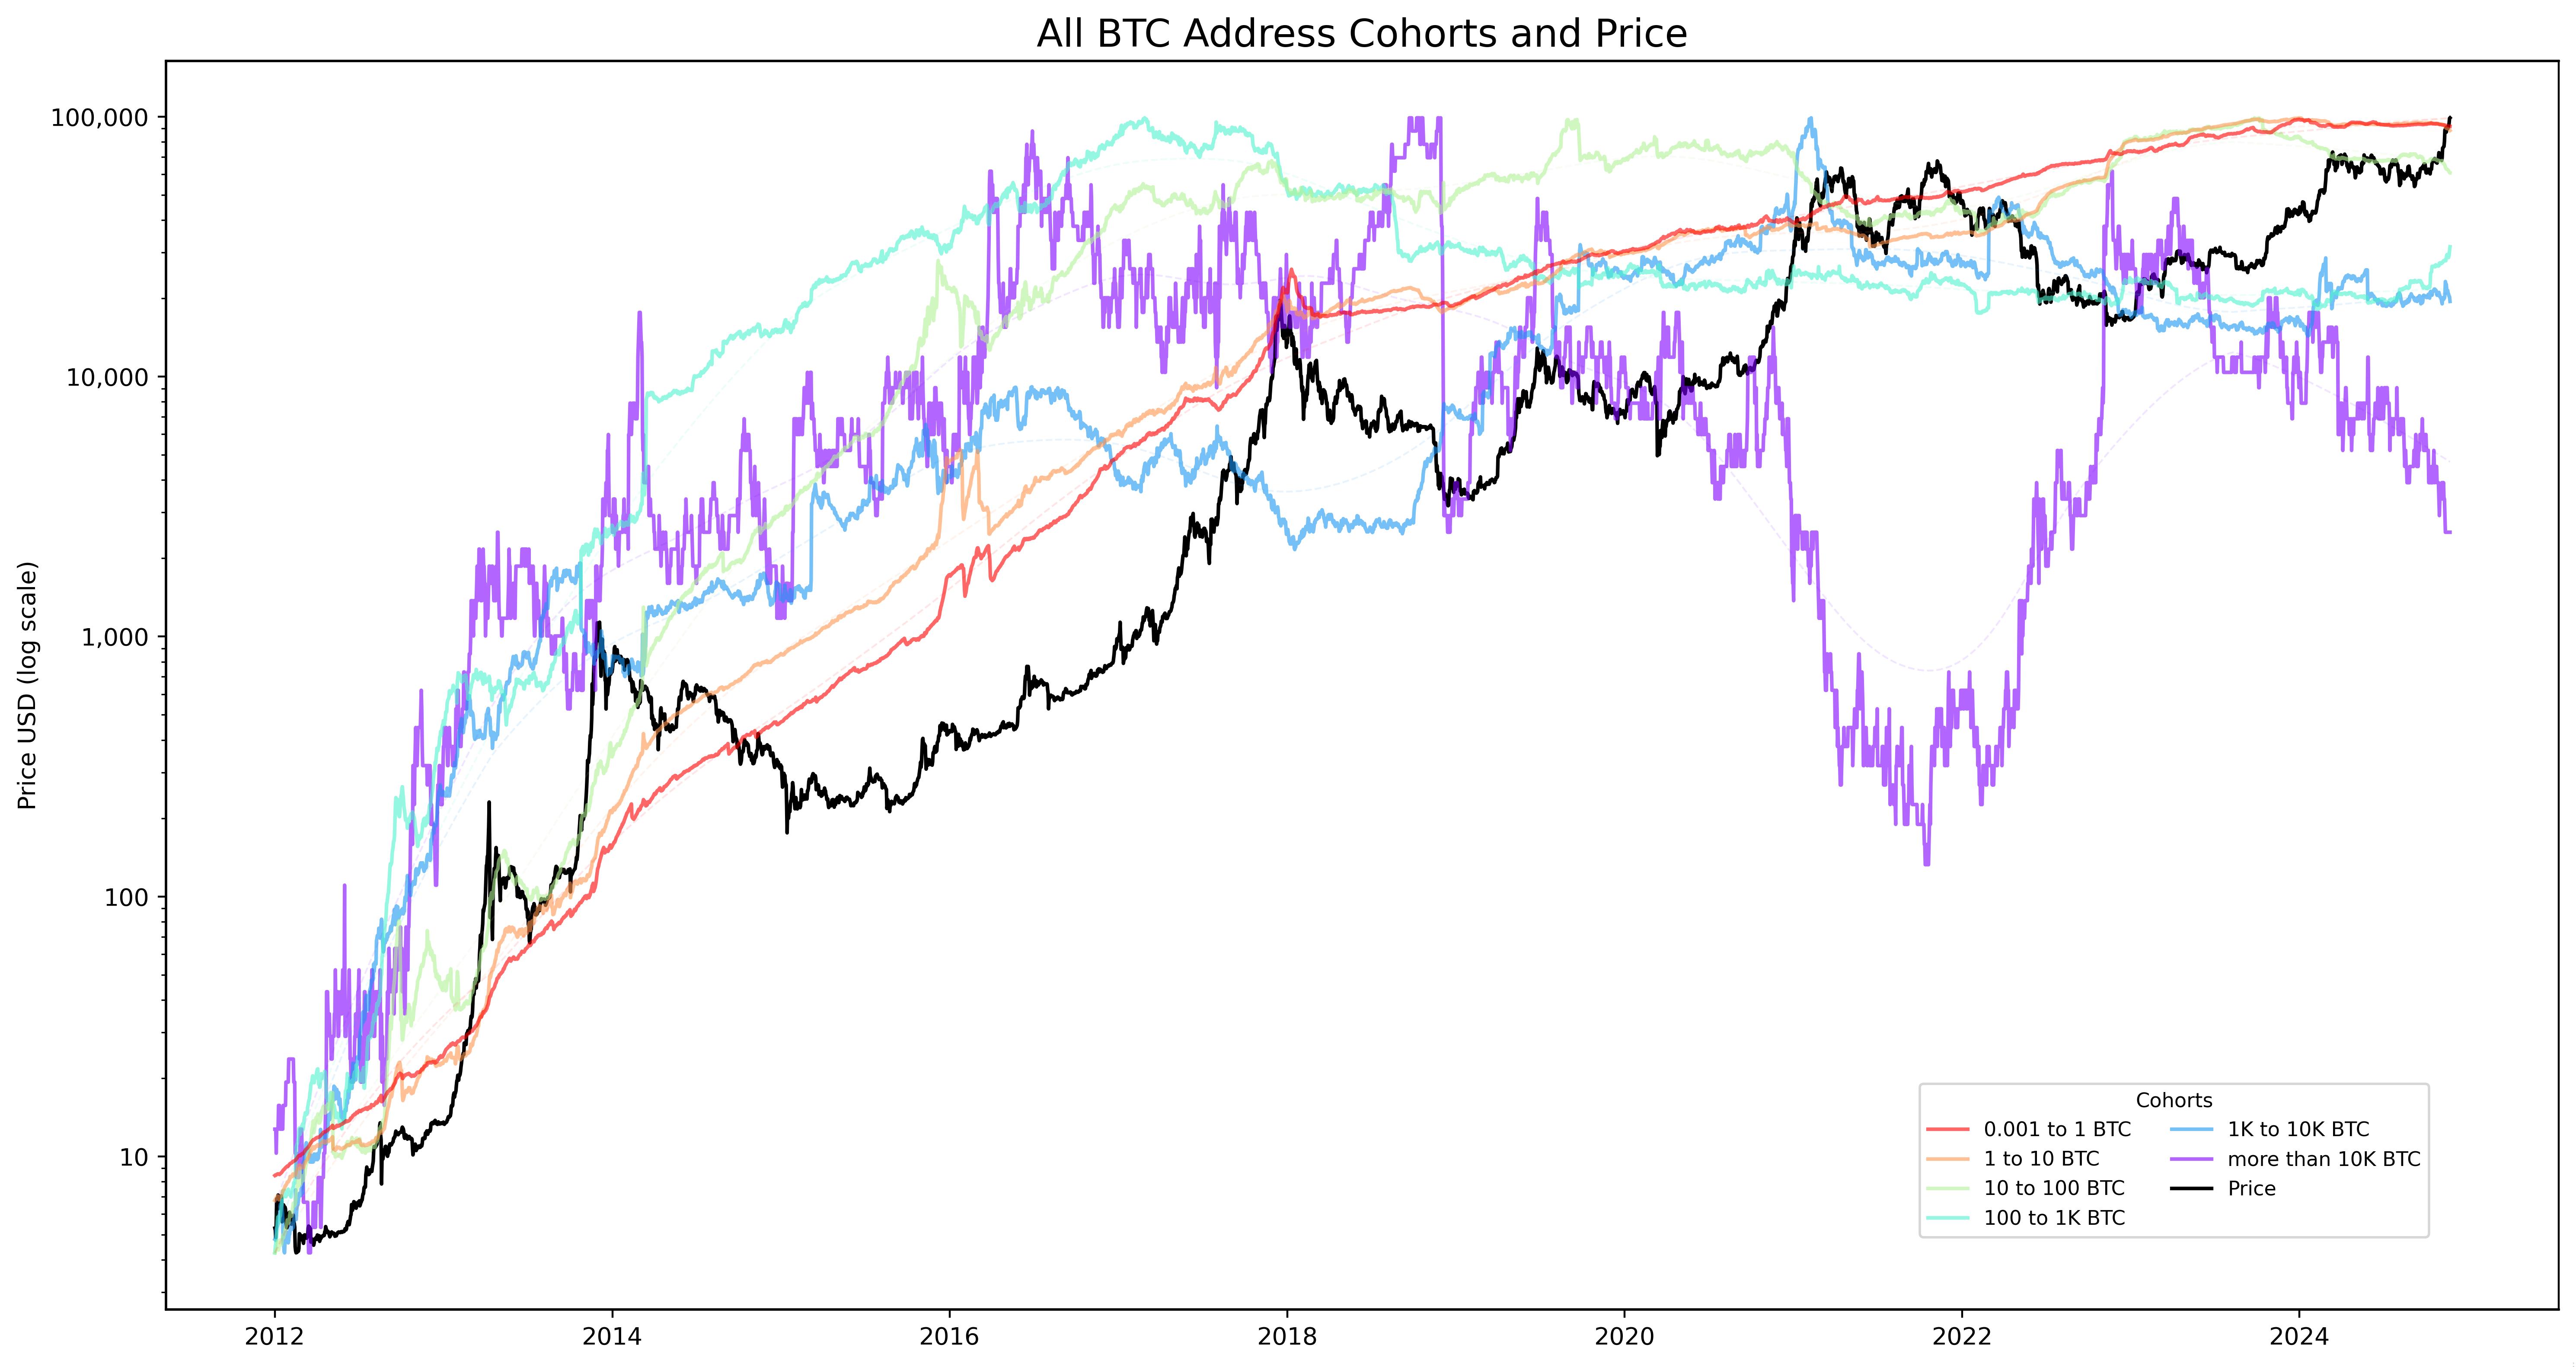 All BTC Address Cohorts and Price
Price USD (log scale)
100,000
10,000
1,000
100
10
2012
2014
2016
2018
2020
2022
2024
Cohorts
0.001 to 1 BTC
1 to 10 BTC
10 to 100 BTC
100 to 1K BTC
1K to 10K BTC
more than 10K BTC
Price